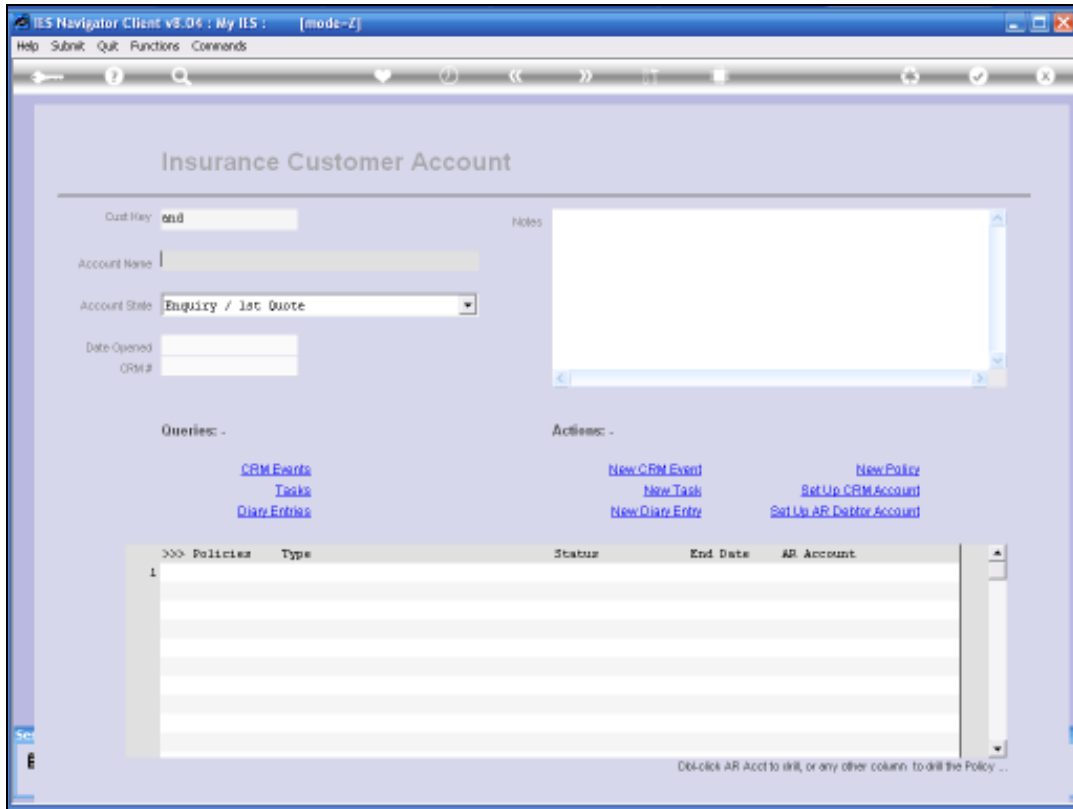 IES Navigator Client v8.04 : My IES : [mode=Z]
Help Submit Quit Functions Commands
Insurance Customer Account
Cust Key and
Notes
Account Name
Account State Enquiry / 1st Quote
Date Opened
CRM #
Queries: -
Actions: -
CRM Events
New CRM Event
New Policy
Tasks
New Task
Set Up CRM Account
Diary Entries
New Diary Entry
Set Up AR Debtor Account
>>> Policies Type Status End Date AR Account
1
Dbl-click AR Acct to drill, or any other column to drill the Policy ...